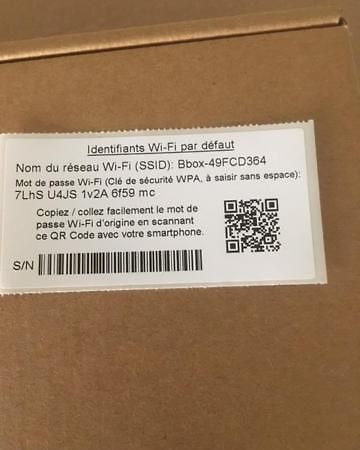 Identifiants Wi-Fi par défaut
Nom du réseau Wi-Fi (SSID): Bbox-49FCD364
Mot de passe Wi-Fi (Clé de sécurité WPA, à saisir sans espace):
7LhS U4JS 1v2A 6f59 mc
Copiez / collez facilement le mot de
passe Wi-Fi d'origine en scannant
ce QR Code avec votre smartphone.
S/N